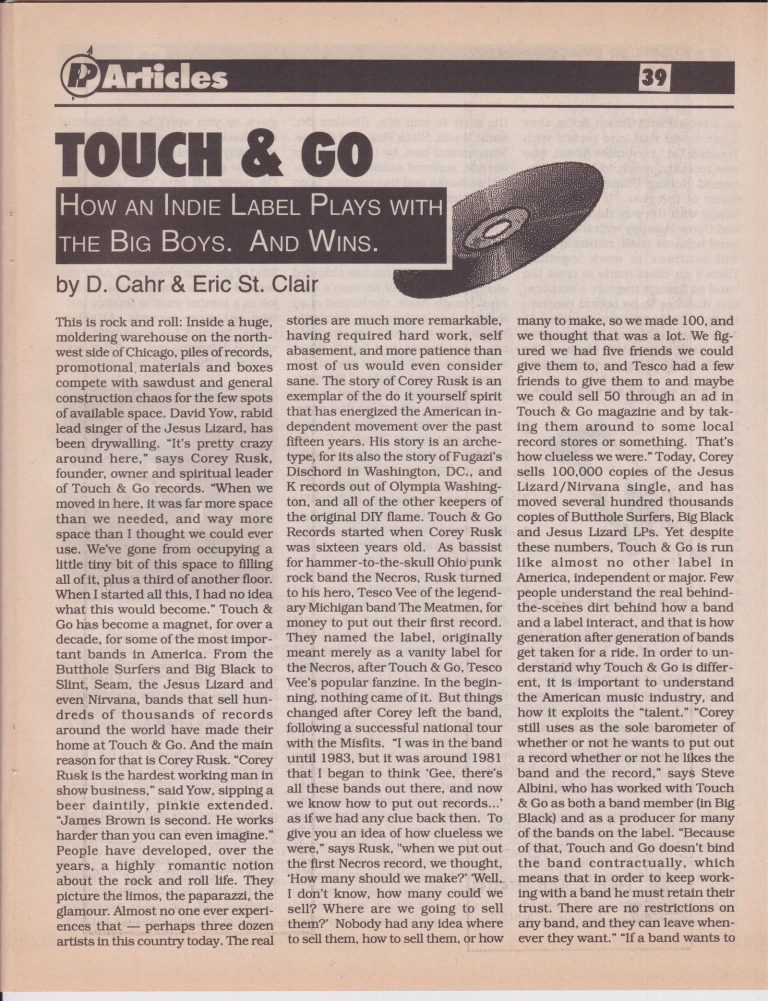 PP Articles
39
TOUCH & GO
HOW AN INDIE LABEL PLAYS WITH
THE BIG BOYS. AND WINS.
by D. Cahr & Eric St. Clair
This is rock and roll: Inside a huge,
moldering warehouse on the north-
west side of Chicago, piles of records,
promotional materials and boxes
compete with sawdust and general
construction chaos for the few spots
of available space. David Yow, rabid
lead singer of the Jesus Lizard, has
been drywalling. “It’s pretty crazy
around here,” says Corey Rusk,
founder, owner and spiritual leader
of Touch & Go records. “When we
moved in here, it was far more space
than we needed, and way more
space than I thought we could ever
use. We’ve gone from occupying a
little tiny bit of this space to filling
all of it, plus a third of another floor.
When I started all this, I had no idea
what this would become.” Touch &
Go has become a magnet, for over a
decade, for some of the most impor-
tant bands in America. From the
Butthole Surfers and Big Black to
Slint, Seam, the Jesus Lizard and
even Nirvana, bands that sell hun-
dreds of thousands of records
around the world have made their
home at Touch & Go. And the main
reason for that is Corey Rusk. “Corey
Rusk is the hardest working man in
show business,” said Yow, sipping a
beer daintily, pinkie extended.
“James Brown is second. He works
harder than you can even imagine.”
People have developed, over the
years, a highly romantic notion
about the rock and roll life. They
picture the limos, the paparazzi, the
glamour. Almost no one ever experi-
ences that — perhaps three dozen
artists in this country today. The real
stories are much more remarkable,
having required hard work, self
abasement, and more patience than
most of us would even consider
sane. The story of Corey Rusk is an
exemplar of the do it yourself spirit
that has energized the American in-
dependent movement over the past
fifteen years. His story is an arche-
type, for its also the story of Fugazi’s
Dischord in Washington, DC., and
K records out of Olympia Washing-
ton, and all of the other keepers of
the original DIY flame. Touch & Go
Records started when Corey Rusk
was sixteen years old. As bassist
for hammer-to-the-skull Ohio punk
rock band the Necros, Rusk turned
to his hero, Tesco Vee of the legend-
ary Michigan band The Meatmen, for
money to put out their first record.
They named the label, originally
meant merely as a vanity label for
the Necros, after Touch & Go, Tesco
Vee’s popular fanzine. In the begin-
ning, nothing came of it. But things
changed after Corey left the band,
following a successful national tour
with the Misfits. “I was in the band
until 1983, but it was around 1981
that I began to think ‘Gee, there’s
all these bands out there, and now
we know how to put out records...’
as if we had any clue back then. To
give you an idea of how clueless we
were,” says Rusk, "when we put out
the first Necros record, we thought,
‘How many should we make?’ ‘Well,
I don’t know, how many could we
sell? Where are we going to sell
them?’ Nobody had any idea where
to sell them, how to sell them, or how
many to make, so we made 100, and
we thought that was a lot. We fig-
ured we had five friends we could
give them to, and Tesco had a few
friends to give them to and maybe
we could sell 50 through an ad in
Touch & Go magazine and by tak-
ing them around to some local
record stores or something. That’s
how clueless we were.” Today, Corey
sells 100,000 copies of the Jesus
Lizard/Nirvana single, and has
moved several hundred thousands
copies of Butthole Surfers, Big Black
and Jesus Lizard LPs. Yet despite
these numbers, Touch & Go is run
like almost no other label in
America, independent or major. Few
people understand the real behind-
the-scenes dirt behind how a band
and a label interact, and that is how
generation after generation of bands
get taken for a ride. In order to un-
derstand why Touch & Go is differ-
ent, it is important to understand
the American music industry, and
how it exploits the “talent.” “Corey
still uses as the sole barometer of
whether or not he wants to put out
a record whether or not he likes the
band and the record,” says Steve
Albini, who has worked with Touch
& Go as both a band member (in Big
Black) and as a producer for many
of the bands on the label. “Because
of that, Touch and Go doesn’t bind
the band contractually, which
means that in order to keep work-
ing with a band he must retain their
trust. There are no restrictions on
any band, and they can leave when-
ever they want.” “If a band wants to